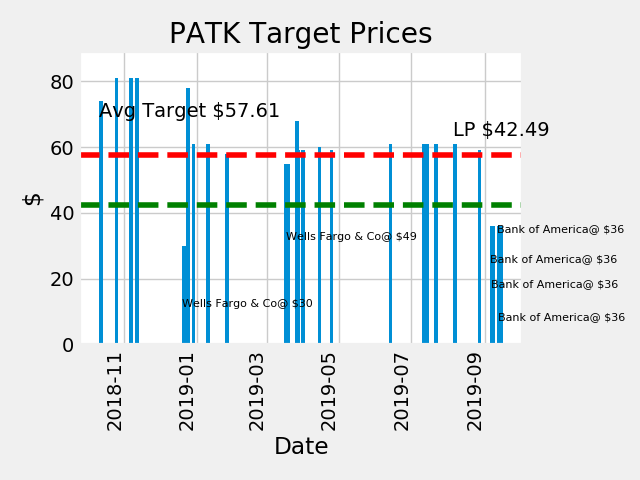 PATK Target Prices
80
Avg Target $57.61
LP $42.49
60
$
40
Wells Fargo & Co@ $49
Bank of America@ $36
Bank of America@ $36
20
Bank of America@ $36
Wells Fargo & Co@ $30
Bank of America@ $36
0
2018-11
2019-01
2019-03
2019-05
2019-07
2019-09
Date